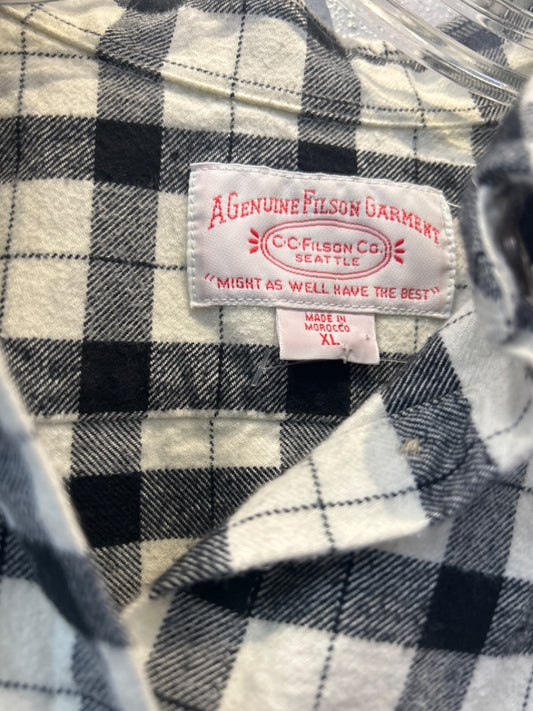 A GENUINE FILSON GARMENT
C·C·FILSON CO.
SEATTLE
"MIGHT AS WELL HAVE THE BEST"
MADE IN
MOROCCO
XL